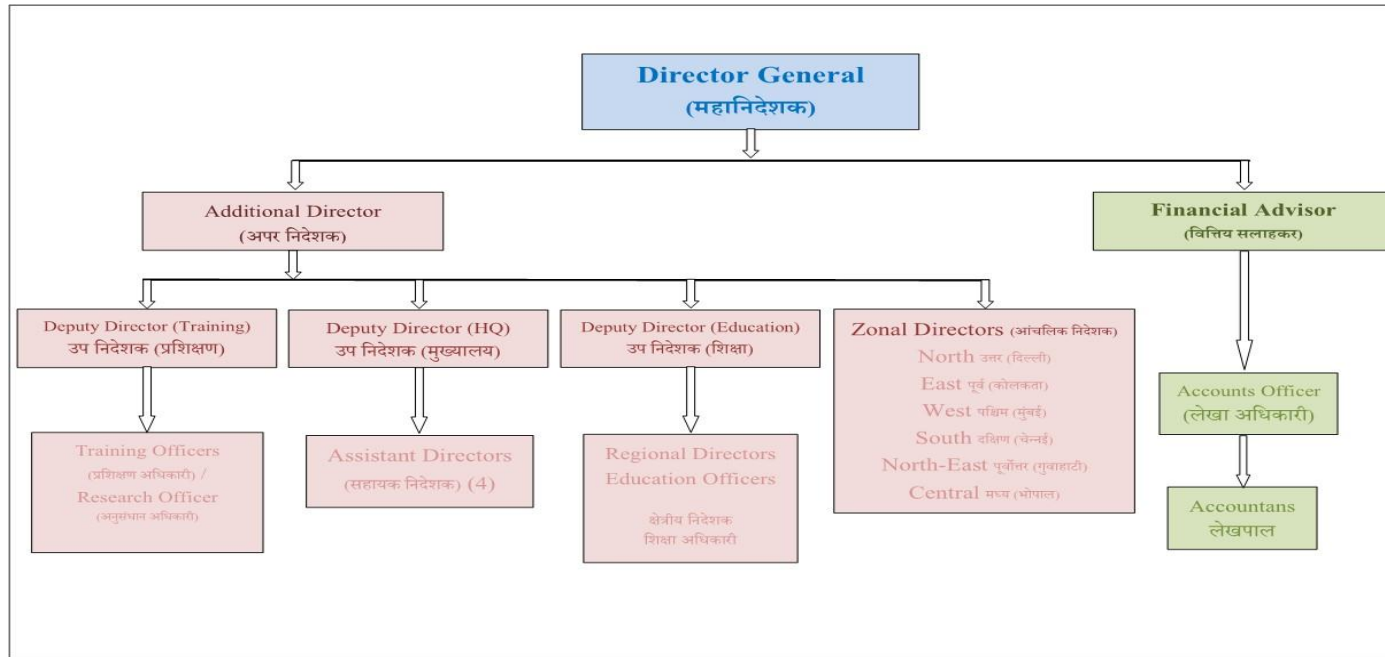 Director General
(महानिदेशक)
Additional Director
(अपर निदेशक)
Financial Advisor
(वित्तिय सलाहकर)
Deputy Director (Training)
उप निदेशक (प्रशिक्षण)
Deputy Director (HQ)
उप निदेशक (मुख्यालय)
Deputy Director (Education)
उप निदेशक (शिक्षा)
Zonal Directors (आंचलिक निदेशक)
North उत्तर (दिल्ली)
East पूर्व (कोलकता)
West पश्चिम (मुंबई)
South दक्षिण (चेन्नई)
North-East पूर्वोत्तर (गुवाहाटी)
Central मध्य (भोपाल)
Training Officers
(प्रशिक्षण अधिकारी) /
Research Officer
(अनुसंधान अधिकारी)
Assistant Directors
(सहायक निदेशक) (4)
Regional Directors
Education Officers
क्षेत्रीय निदेशक
शिक्षा अधिकारी
Accounts Officer
(लेखा अधिकारी)
Accountans
लेखपाल